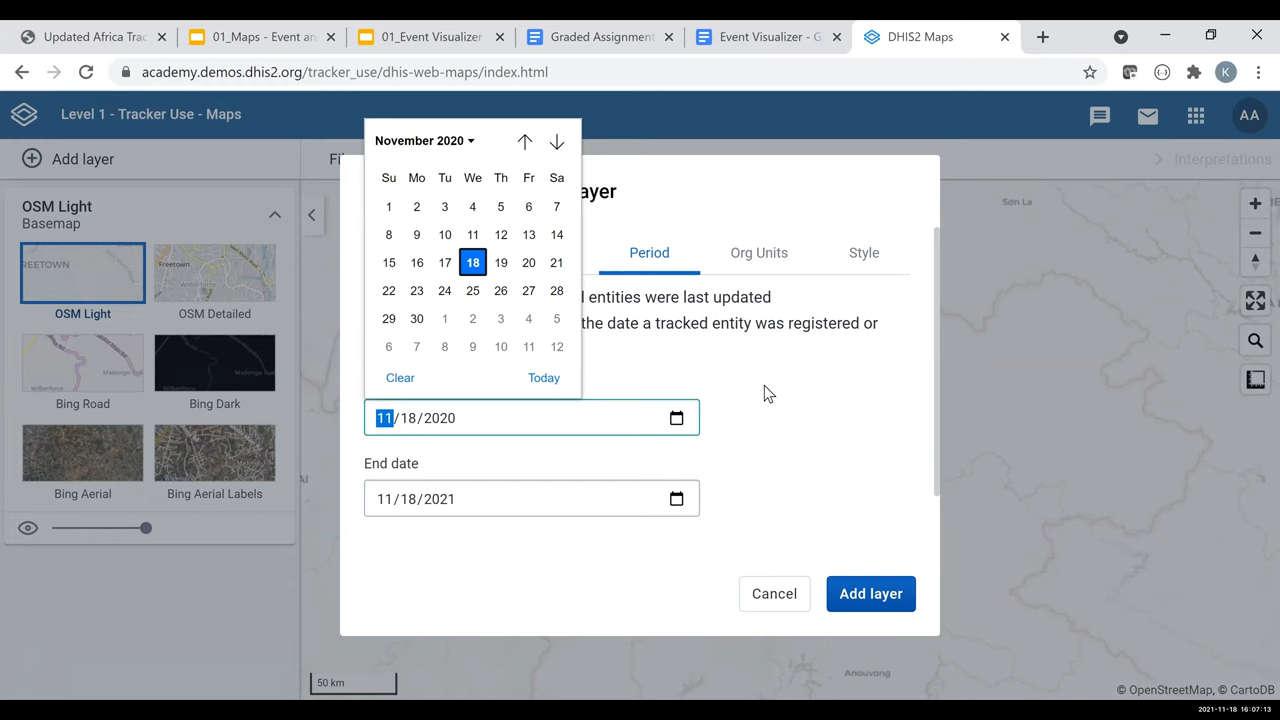 Updated Africa Trac
01_Maps - Event an
01_Event Visualizer
Graded Assignment
Event Visualizer - G
DHIS2 Maps
academy.demos.dhis2.org/tracker_use/dhis-web-maps/index.html
K
Level 1 - Tracker Use - Maps
AA
Add layer
Fi
Interpretations
OSM Light
Basemap
REETOWN
Freetown
OSM Light
OSM Detailed
Wilberforce
Bing Road
Bing Dark
Bing Aerial
Bing Aerial Labels
November 2020
Su Mo Tu We Th Fr Sa
1 2 3 4 5 6 7
8 9 10 11 12 13 14
15 16 17 18 19 20 21
22 23 24 25 26 27 28
29 30 1 2 3 4 5
6 7 8 9 10 11 12
Clear Today
ayer
Period Org Units Style
entities were last updated
the date a tracked entity was registered or
11/18/2020
End date
11/18/2021
Cancel Add layer
Sơn La
Anouvong
50 km
© OpenStreetMap, © CartoDB
2021-11-18 16:07:13